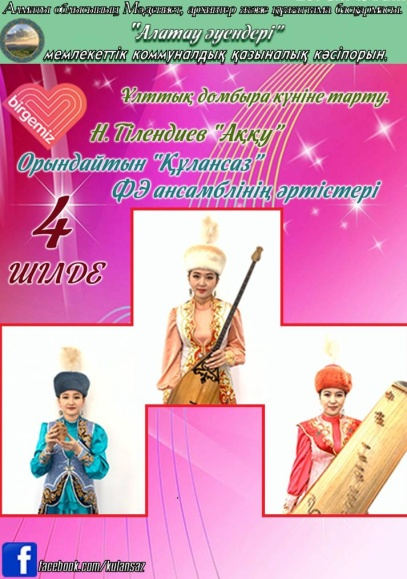 Алматы облысының Мәдениет, архивтер және құжаттама басқармасы.
"Алатау әуендері"
мемлекеттік коммуналдық қазыналық кәсіпорын.
birgemiz
Ұлттық домбыра күніне тарту.
Н.Тілендиев "Аққу"
Орындайтын "Құлансаз"
ФЭ ансамблінің әртістері
4
ШІЛДЕ
facebook.com/kulansaz